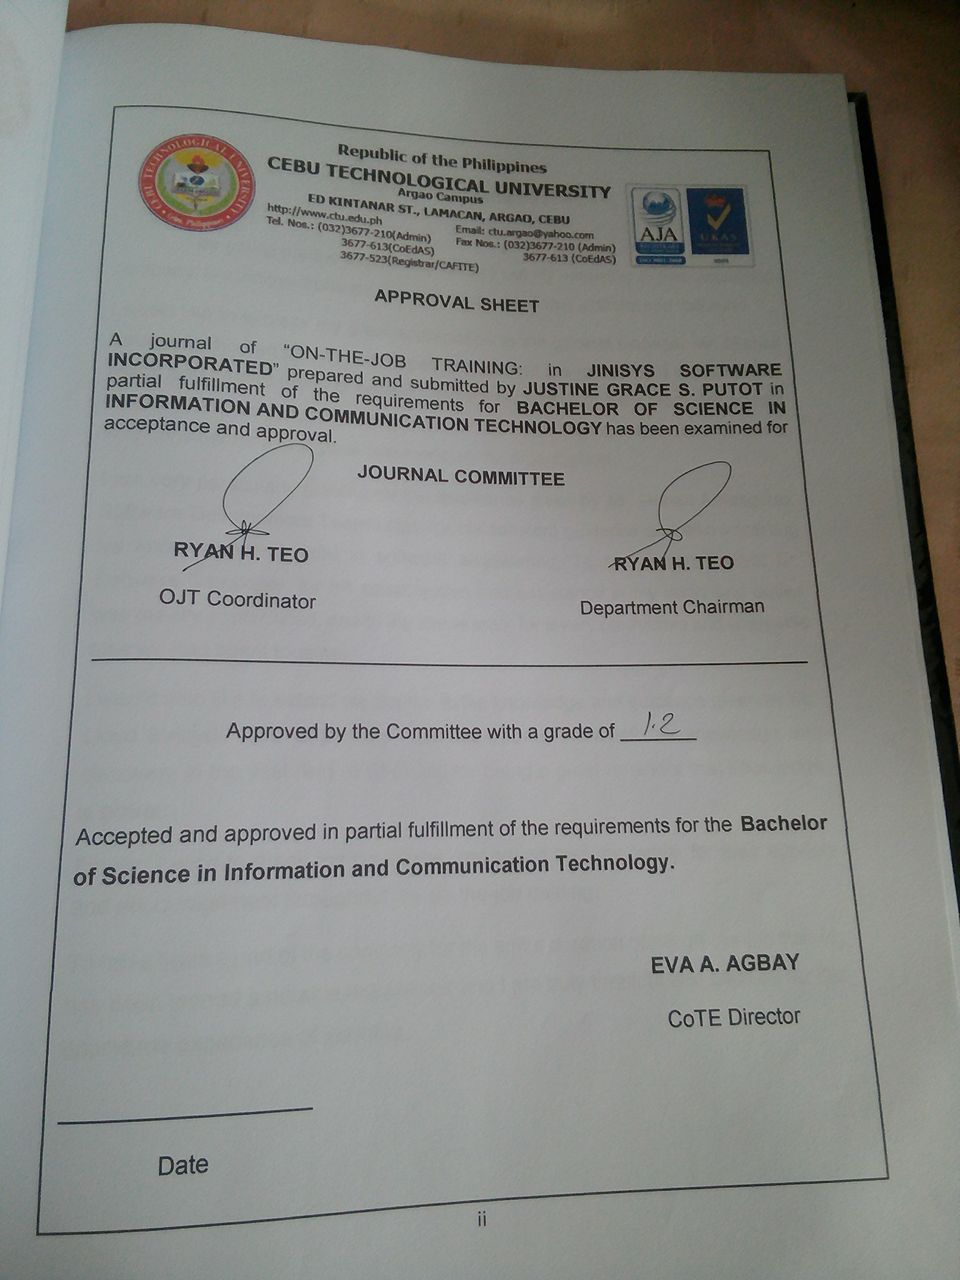 CEBU TECHNOLOGICAL UNIVERSITY
Republic of the Philippines
CEBU TECHNOLOGICAL UNIVERSITY
Argao Campus
ED KINTANAR ST., LAMACAN, ARGAO, CEBU
http://www.ctu.edu.ph Email: ctu.argao@yahoo.com
Tel. Nos.: (032)3677-210(Admin) Fax Nos.: (032)3677-210 (Admin)
3677-613(CoEdAS) 3677-613 (CoEdAS)
3677-523(Registrar/CAFITE)
AJA
UKAS
APPROVAL SHEET
A journal of “ON-THE-JOB TRAINING: in JINISYS SOFTWARE
INCORPORATED” prepared and submitted by JUSTINE GRACE S. PUTOT in
partial fulfillment of the requirements for BACHELOR OF SCIENCE IN
INFORMATION AND COMMUNICATION TECHNOLOGY has been examined for
acceptance and approval.
JOURNAL COMMITTEE
RYAN H. TEO RYAN H. TEO
OJT Coordinator Department Chairman
Approved by the Committee with a grade of 1.2
Accepted and approved in partial fulfillment of the requirements for the Bachelor
of Science in Information and Communication Technology.
EVA A. AGBAY
CoTE Director
Date
ii